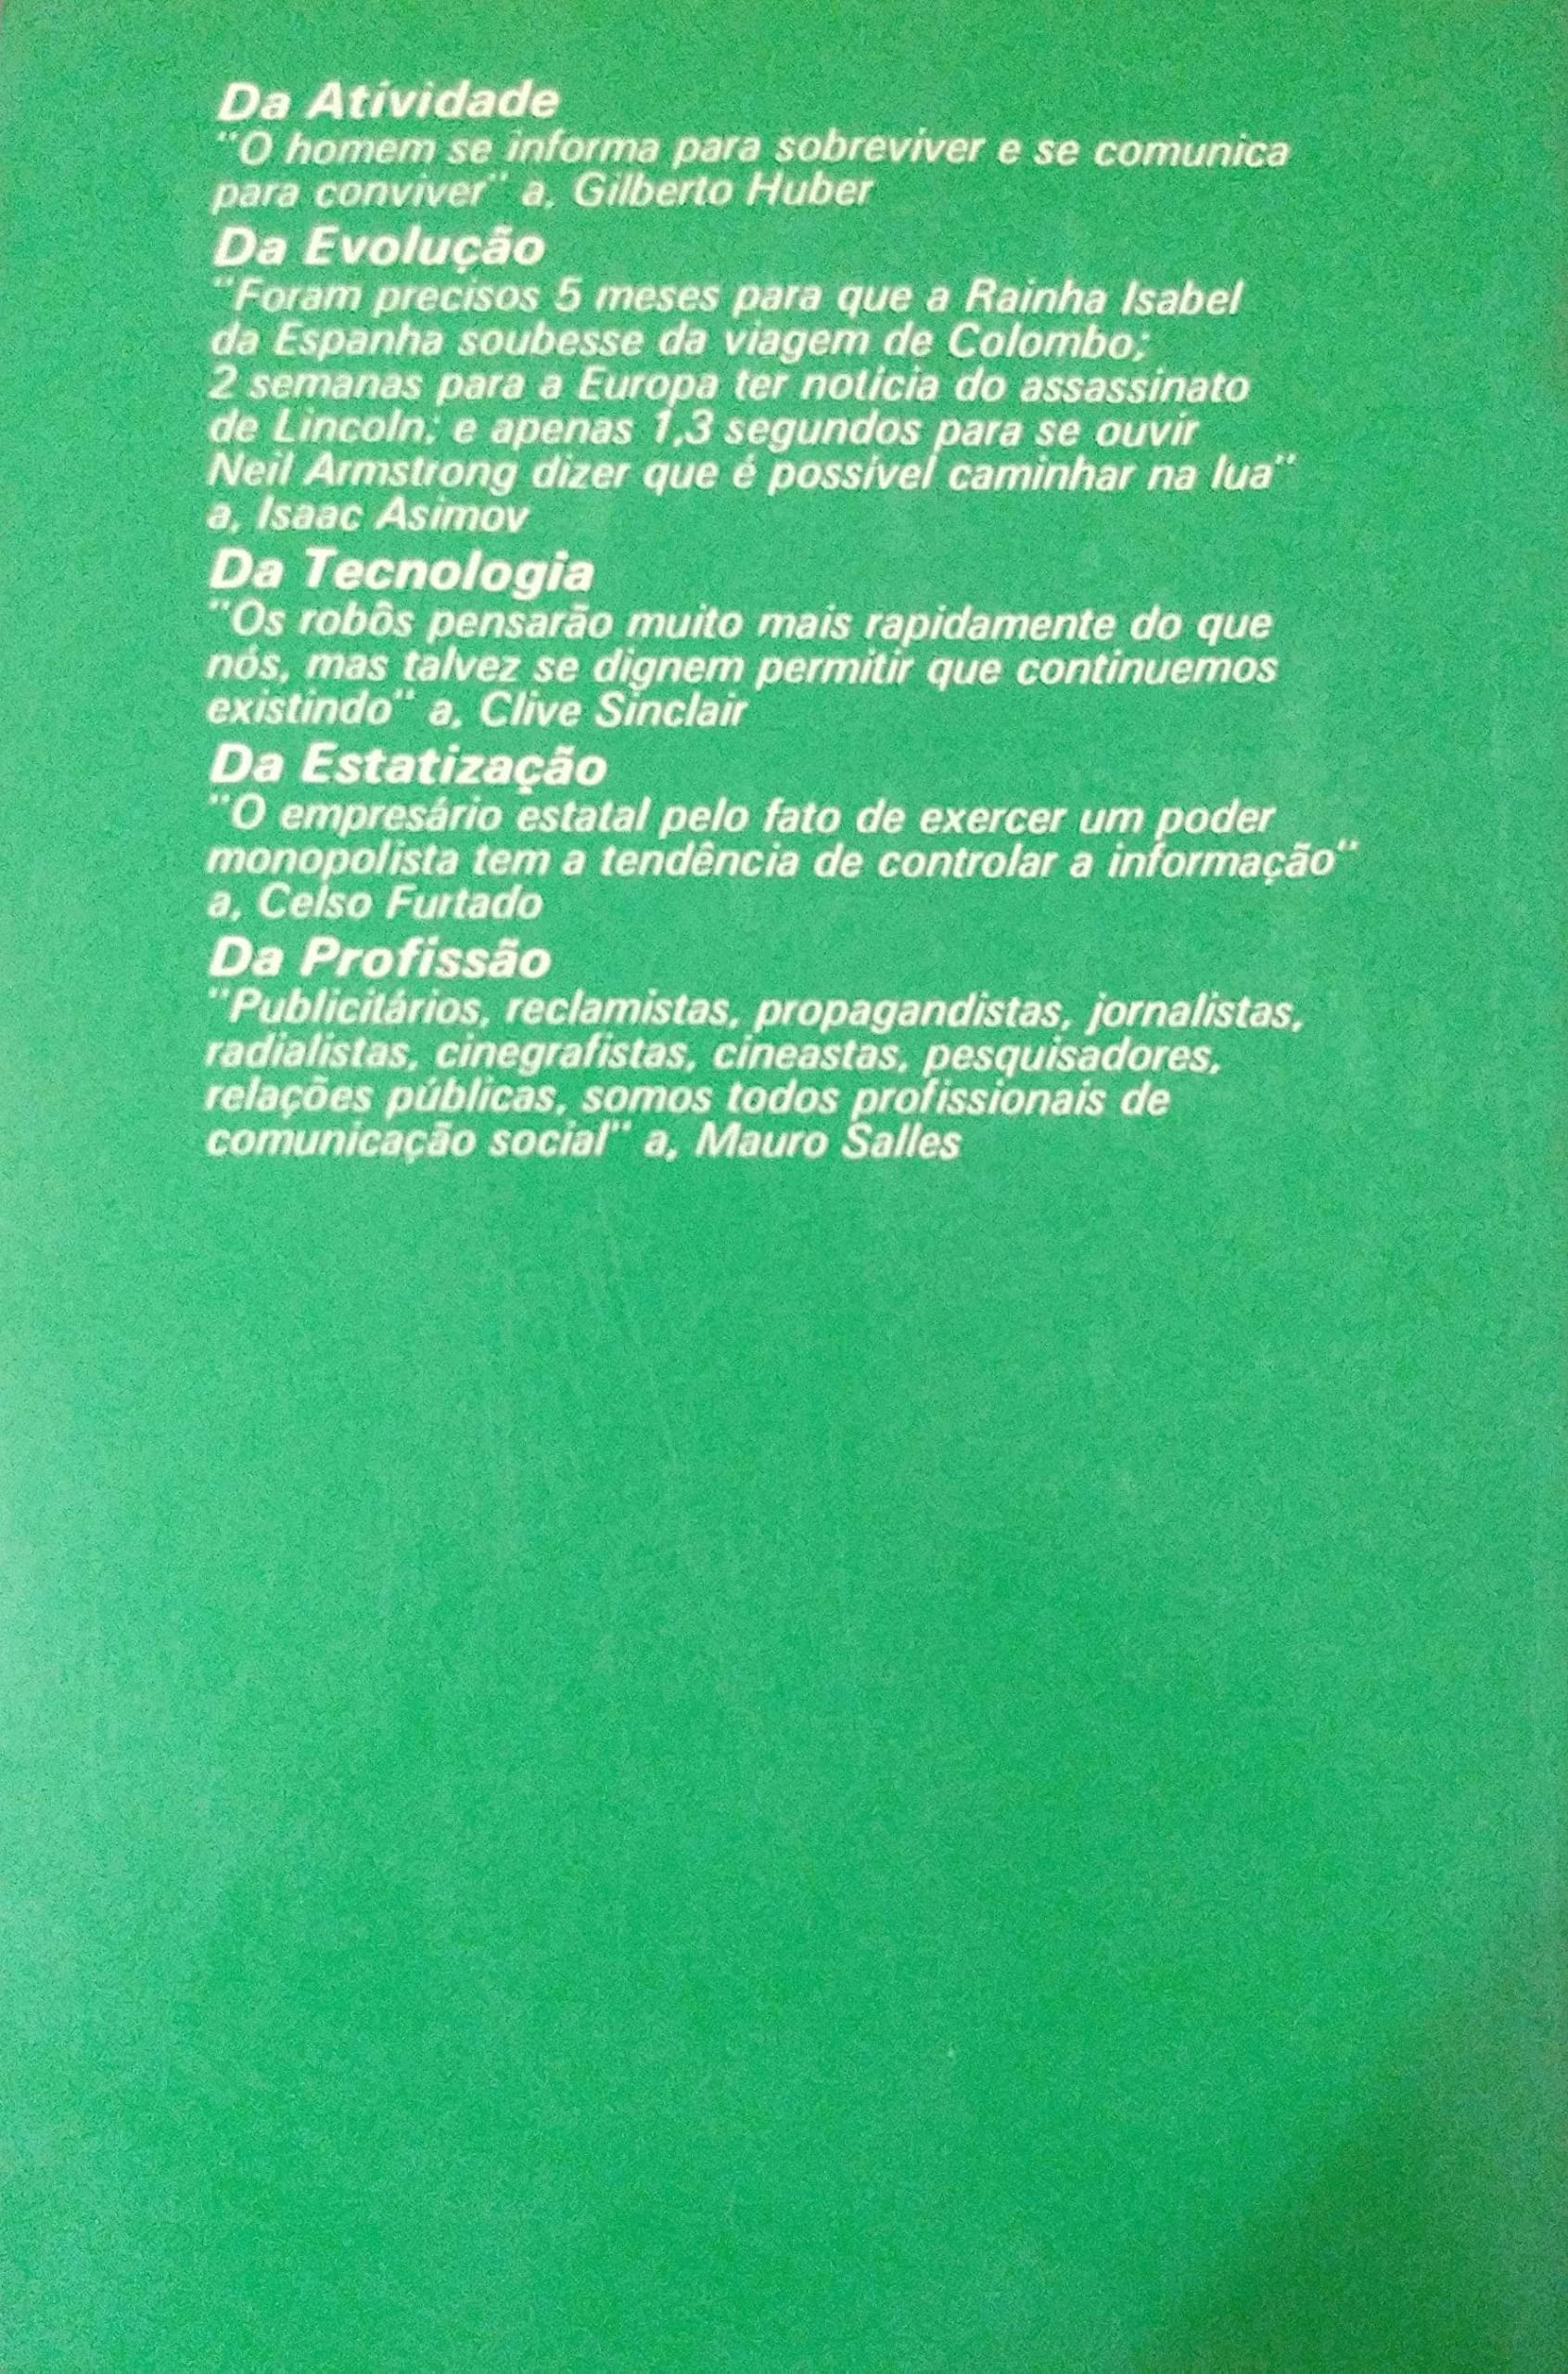 Da Atividade
"O homem se informa para sobreviver e se comunica
para conviver" a, Gilberto Huber
Da Evolução
"Foram precisos 5 meses para que a Rainha Isabel
da Espanha soubesse da viagem de Colombo;
2 semanas para a Europa ter notícia do assassinato
de Lincoln; e apenas 1,3 segundos para se ouvir
Neil Armstrong dizer que é possível caminhar na lua"
a, Isaac Asimov
Da Tecnologia
"Os robôs pensarão muito mais rapidamente do que
nós, mas talvez se dignem permitir que continuemos
existindo" a, Clive Sinclair
Da Estatização
"O empresário estatal pelo fato de exercer um poder
monopolista tem a tendência de controlar a informação"
a, Celso Furtado
Da Profissão
"Publicitários, reclamistas, propagandistas, jornalistas,
radialistas, cinegrafistas, cineastas, pesquisadores,
relações públicas, somos todos profissionais de
comunicação social" a, Mauro Salles